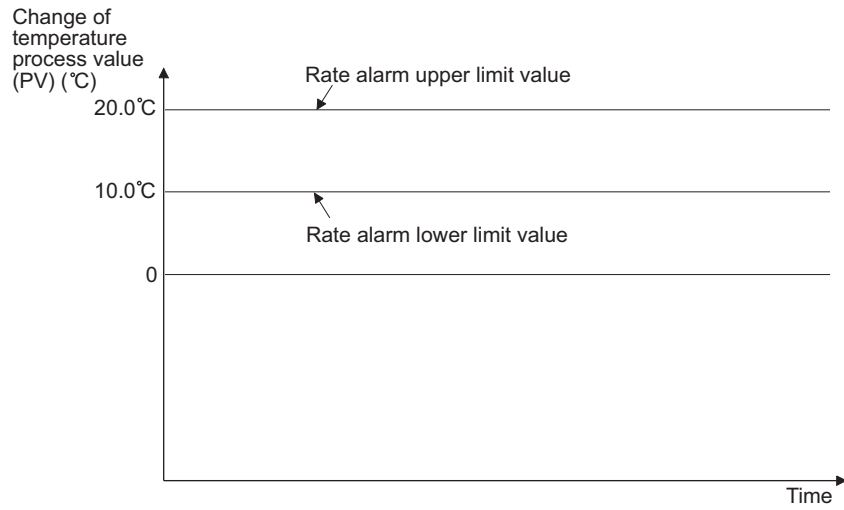 Change of
temperature
process value
(PV) (℃)
Rate alarm upper limit value
20.0℃
10.0℃
Rate alarm lower limit value
0
Time